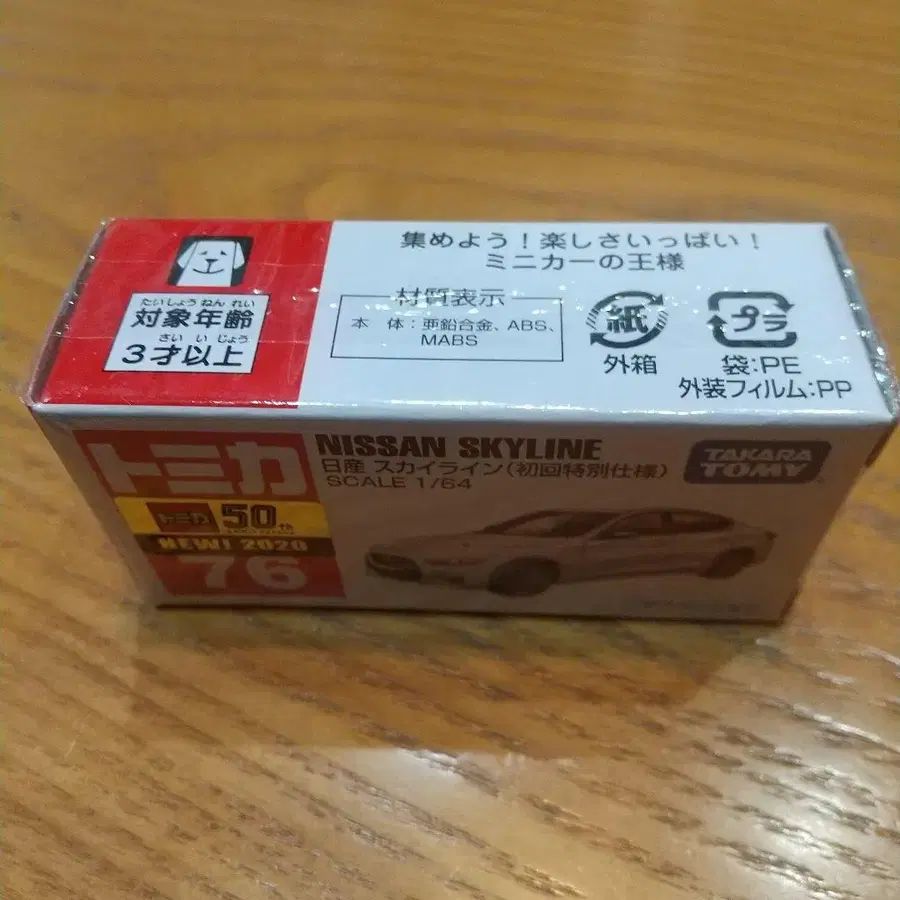 集めよう！楽しさいっぱい！
ミニカーの王様
たいしょう ねん れい
対象年齢
さい い じょう
3才以上
材質表示
本 体：亜鉛合金、ABS、
MABS
紙
外箱
プラ
袋：PE
外装フィルム：PP
トミカ
NISSAN SKYLINE
日産 スカイライン（初回特別仕様）
SCALE 1/64
TAKARA
TOMY
トミカ 50th
NEW! 2020
76